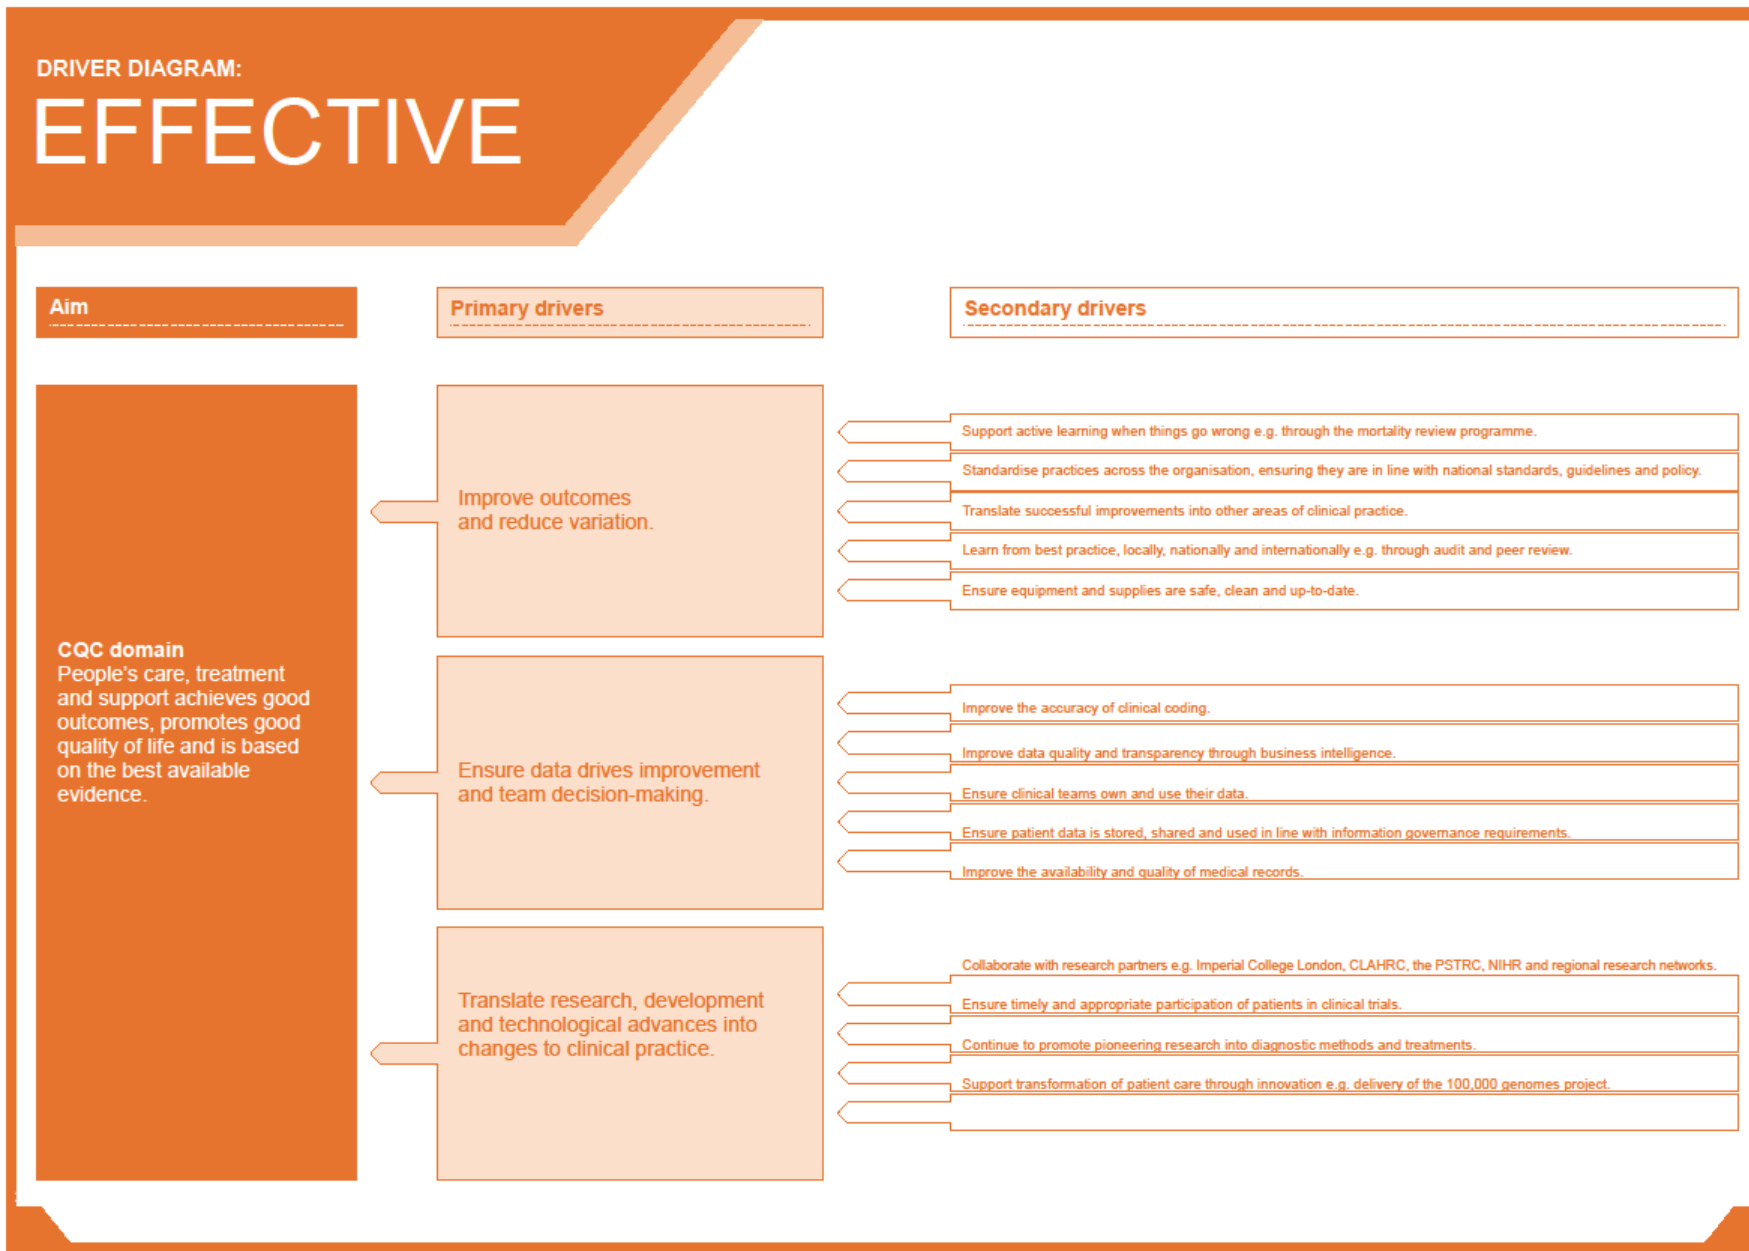 DRIVER DIAGRAM:
EFFECTIVE
Aim
Primary drivers
Secondary drivers
CQC domain
People’s care, treatment
and support achieves good
outcomes, promotes good
quality of life and is based
on the best available
evidence.
Improve outcomes
and reduce variation.
Support active learning when things go wrong e.g. through the mortality review programme.
Standardise practices across the organisation, ensuring they are in line with national standards, guidelines and policy.
Translate successful improvements into other areas of clinical practice.
Learn from best practice, locally, nationally and internationally e.g. through audit and peer review.
Ensure equipment and supplies are safe, clean and up-to-date.
Ensure data drives improvement
and team decision-making.
Improve the accuracy of clinical coding.
Improve data quality and transparency through business intelligence.
Ensure clinical teams own and use their data.
Ensure patient data is stored, shared and used in line with information governance requirements.
Improve the availability and quality of medical records.
Translate research, development
and technological advances into
changes to clinical practice.
Collaborate with research partners e.g. Imperial College London, CLAHRC, the PSTRC, NIHR and regional research networks.
Ensure timely and appropriate participation of patients in clinical trials.
Continue to promote pioneering research into diagnostic methods and treatments.
Support transformation of patient care through innovation e.g. delivery of the 100,000 genomes project.